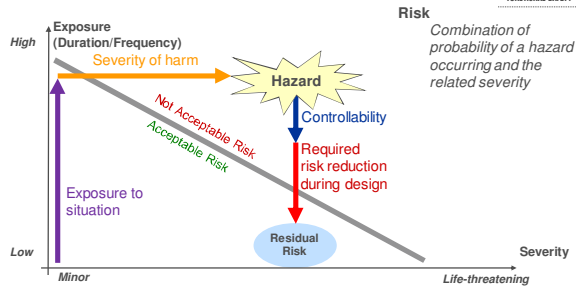 Risk
Exposure
(Duration/Frequency)
High
Combination of
probability of a hazard
occurring and the
related severity
Severity of harm
Hazard
Controllability
Not Acceptable Risk
Acceptable Risk
Required
risk reduction
during design
Exposure to
situation
Residual
Risk
Low
Severity
Minor
Life-threatening